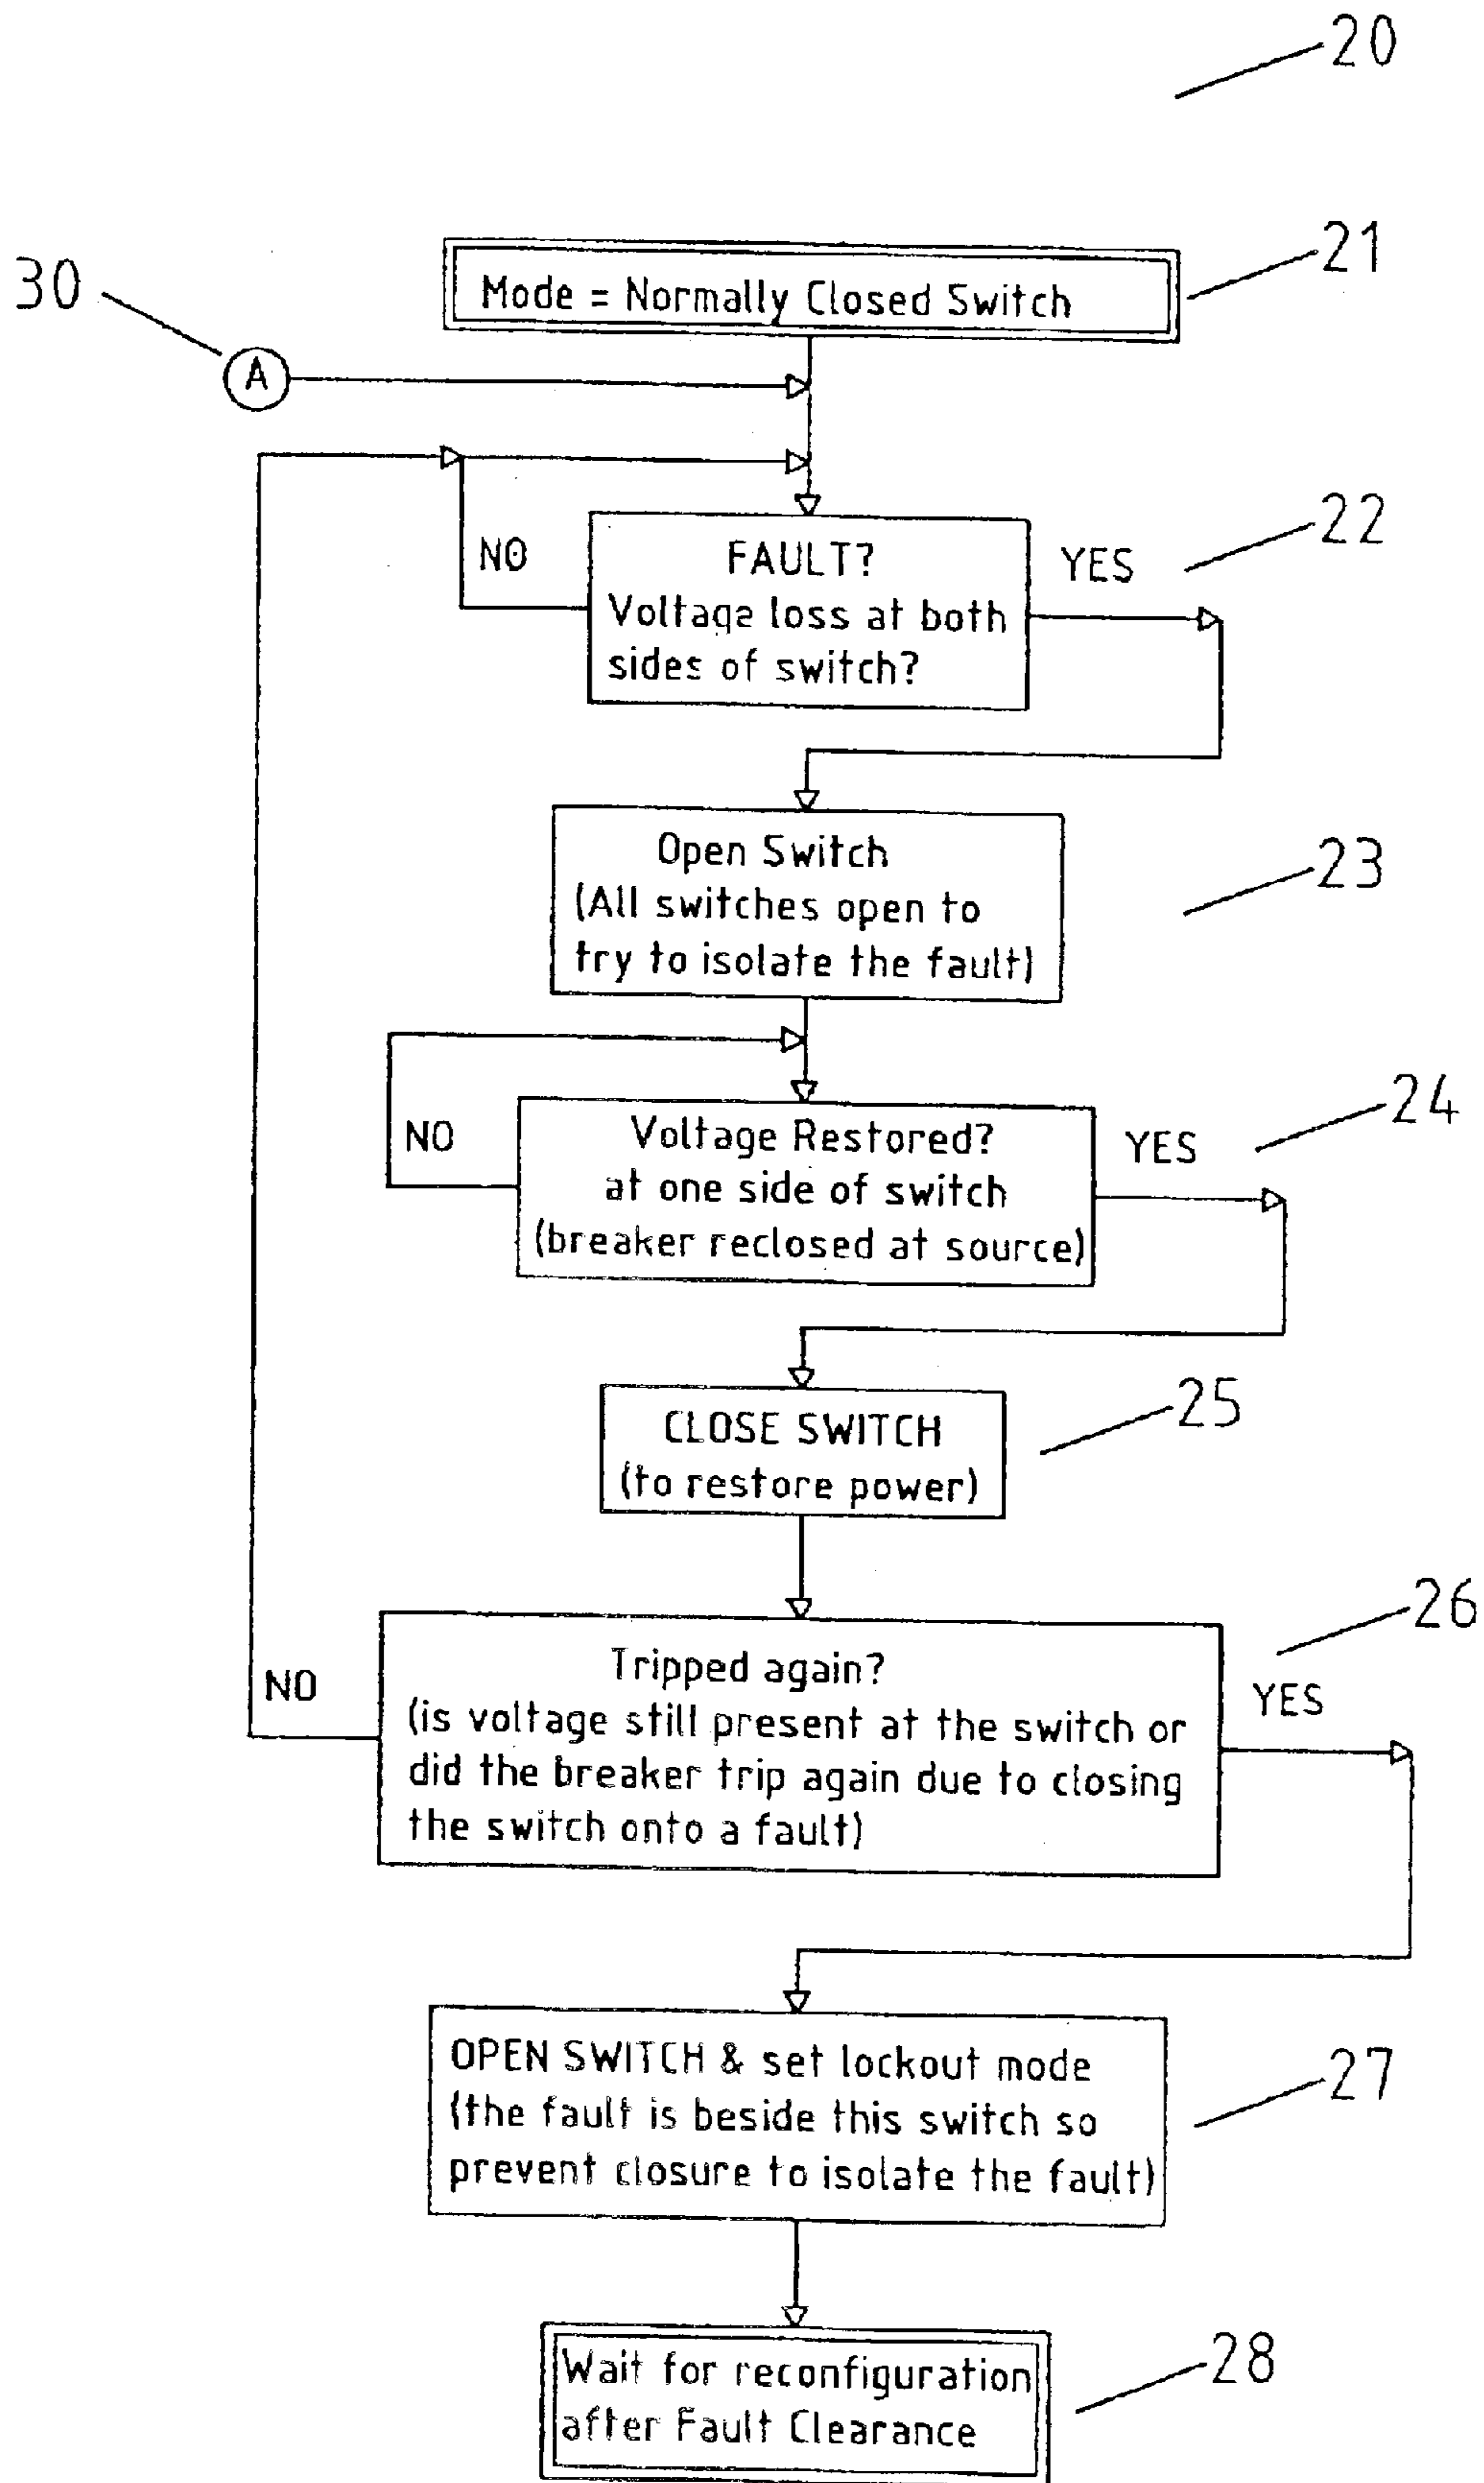 20
21
Mode = Normally Closed Switch
30
A
22
NO
FAULT?
YES
Voltage loss at both
sides of switch?
23
Open Switch
(All switches open to
try to isolate the fault)
24
NO
Voltage Restored?
YES
at one side of switch
(breaker reclosed at source)
25
CLOSE SWITCH
(to restore power)
26
NO
Tripped again?
YES
(is voltage still present at the switch or
did the breaker trip again due to closing
the switch onto a fault)
27
OPEN SWITCH & set lockout mode
(the fault is beside this switch so
prevent closure to isolate the fault)
28
Wait for reconfiguration
after Fault Clearance